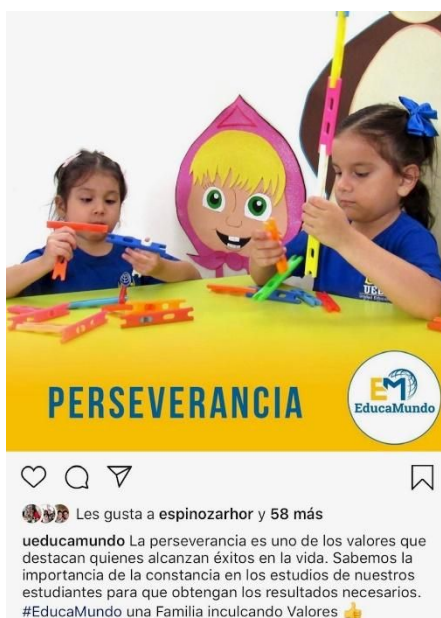 PERSEVERANCIA
EM
EducaMundo
Les gusta a espinozarhor y 58 más
ueducamundo La perseverancia es uno de los valores que
destacan quienes alcanzan éxitos en la vida. Sabemos la
importancia de la constancia en los estudios de nuestros
estudiantes para que obtengan los resultados necesarios.
#EducaMundo una Familia inculcando Valores 👍